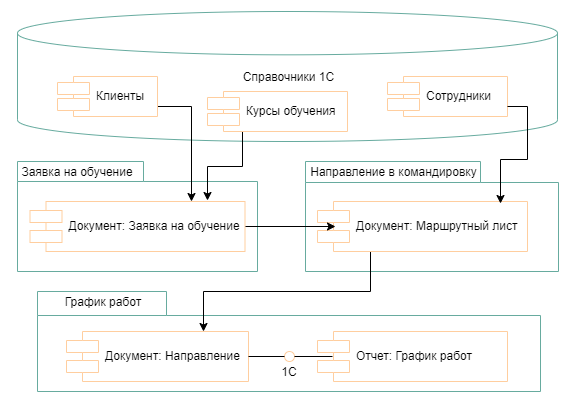 Справочники 1С
Клиенты
Курсы обучения
Сотрудники
Заявка на обучение
Направление в командировку
Документ: Заявка на обучение
Документ: Маршрутный лист
График работ
Документ: Направление
1С
Отчет: График работ